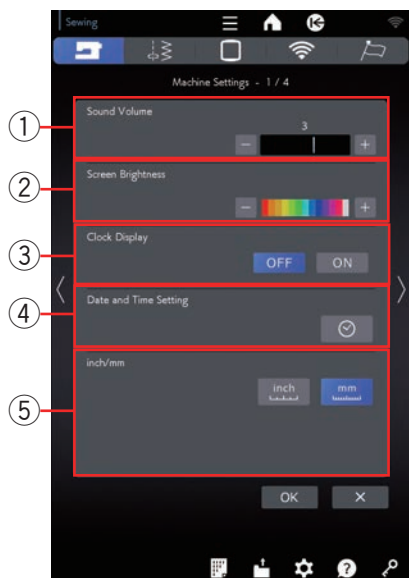 Sewing
Machine Settings - 1 / 4
1
Sound Volume
3
− +
2
Screen Brightness
− +
3
Clock Display
OFF ON
4
Date and Time Setting
5
inch/mm
inch mm
OK ×
?